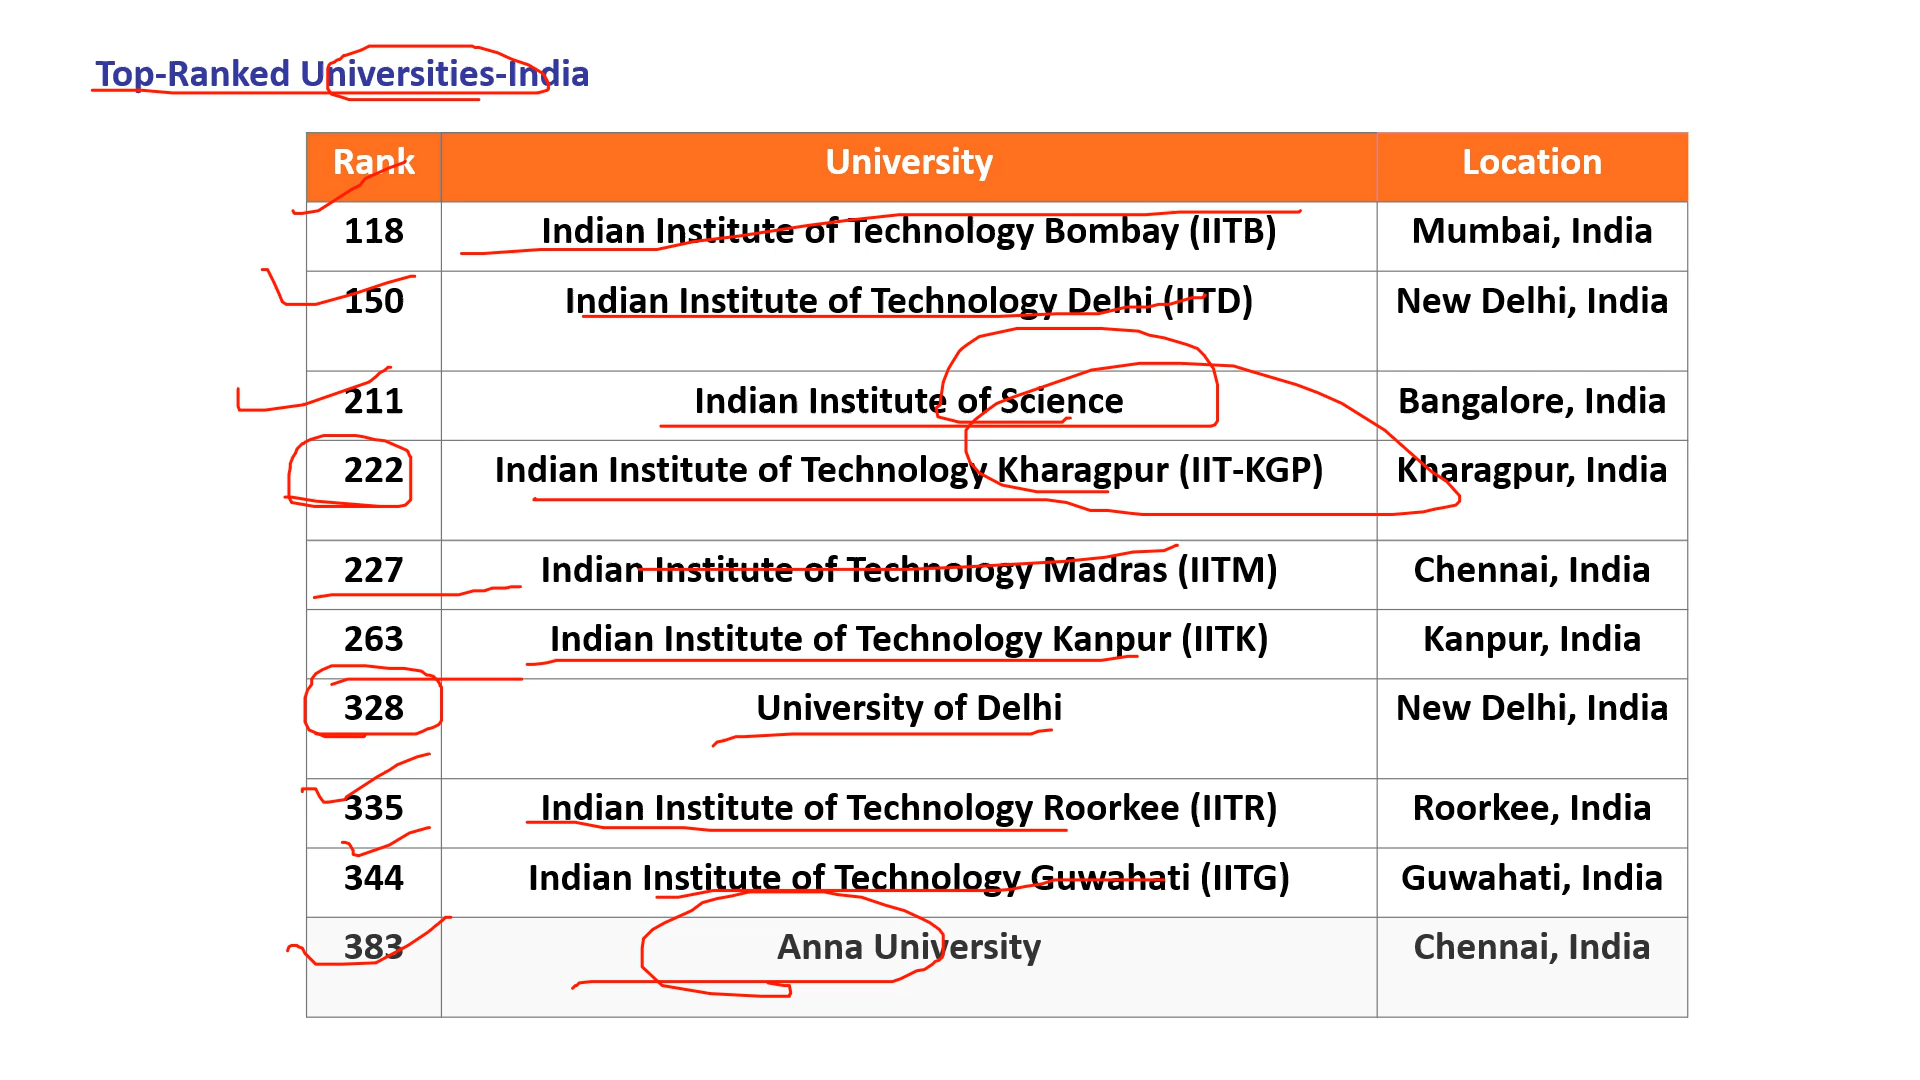 Top-Ranked Universities-India
Rank University Location
118 Indian Institute of Technology Bombay (IITB) Mumbai, India
150 Indian Institute of Technology Delhi (IITD) New Delhi, India
211 Indian Institute of Science Bangalore, India
222 Indian Institute of Technology Kharagpur (IIT-KGP) Kharagpur, India
227 Indian Institute of Technology Madras (IITM) Chennai, India
263 Indian Institute of Technology Kanpur (IITK) Kanpur, India
328 University of Delhi New Delhi, India
335 Indian Institute of Technology Roorkee (IITR) Roorkee, India
344 Indian Institute of Technology Guwahati (IITG) Guwahati, India
383 Anna University Chennai, India